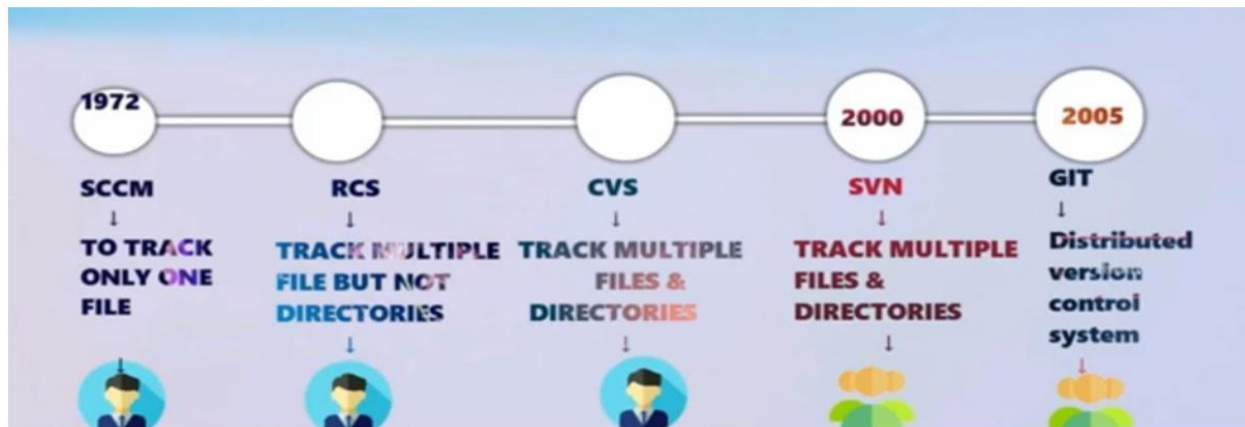 1972
2000
2005
SCCM
↓
TO TRACK
ONLY ONE
FILE
↓
RCS
↓
TRACK MULTIPLE
FILE BUT NOT
DIRECTORIES
↓
CVS
↓
TRACK MULTIPLE
FILES &
DIRECTORIES
↓
SVN
↓
TRACK MULTIPLE
FILES &
DIRECTORIES
↓
GIT
↓
Distributed
version
control
system
↓